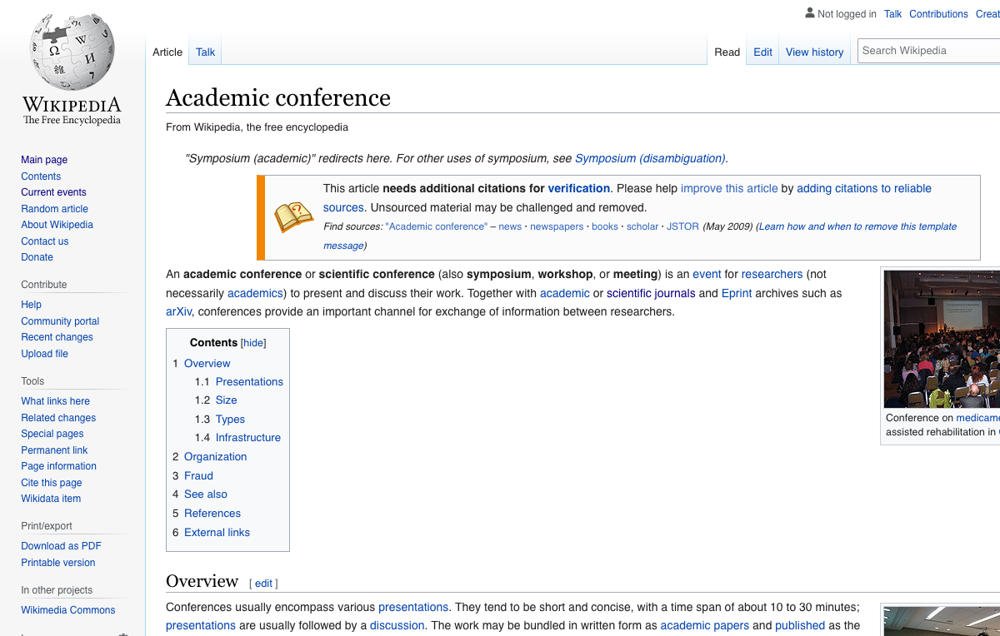 Not logged in Talk Contributions Creat
Article Talk Read Edit View history Search Wikipedia
WIKIPEDIA
The Free Encyclopedia
Main page
Contents
Current events
Random article
About Wikipedia
Contact us
Donate
Contribute
Help
Community portal
Recent changes
Upload file
Tools
What links here
Related changes
Special pages
Permanent link
Page information
Cite this page
Wikidata item
Print/export
Download as PDF
Printable version
In other projects
Wikimedia Commons
Academic conference
From Wikipedia, the free encyclopedia
"Symposium (academic)" redirects here. For other uses of symposium, see Symposium (disambiguation).
This article needs additional citations for verification. Please help improve this article by adding citations to reliable
sources. Unsourced material may be challenged and removed.
Find sources: "Academic conference" – news · newspapers · books · scholar · JSTOR (May 2009) (Learn how and when to remove this template
message)
An academic conference or scientific conference (also symposium, workshop, or meeting) is an event for researchers (not
necessarily academics) to present and discuss their work. Together with academic or scientific journals and Eprint archives such as
arXiv, conferences provide an important channel for exchange of information between researchers.
Conference on medicame
assisted rehabilitation in
Contents [hide]
1 Overview
1.1 Presentations
1.2 Size
1.3 Types
1.4 Infrastructure
2 Organization
3 Fraud
4 See also
5 References
6 External links
Overview [ edit ]
Conferences usually encompass various presentations. They tend to be short and concise, with a time span of about 10 to 30 minutes;
presentations are usually followed by a discussion. The work may be bundled in written form as academic papers and published as the